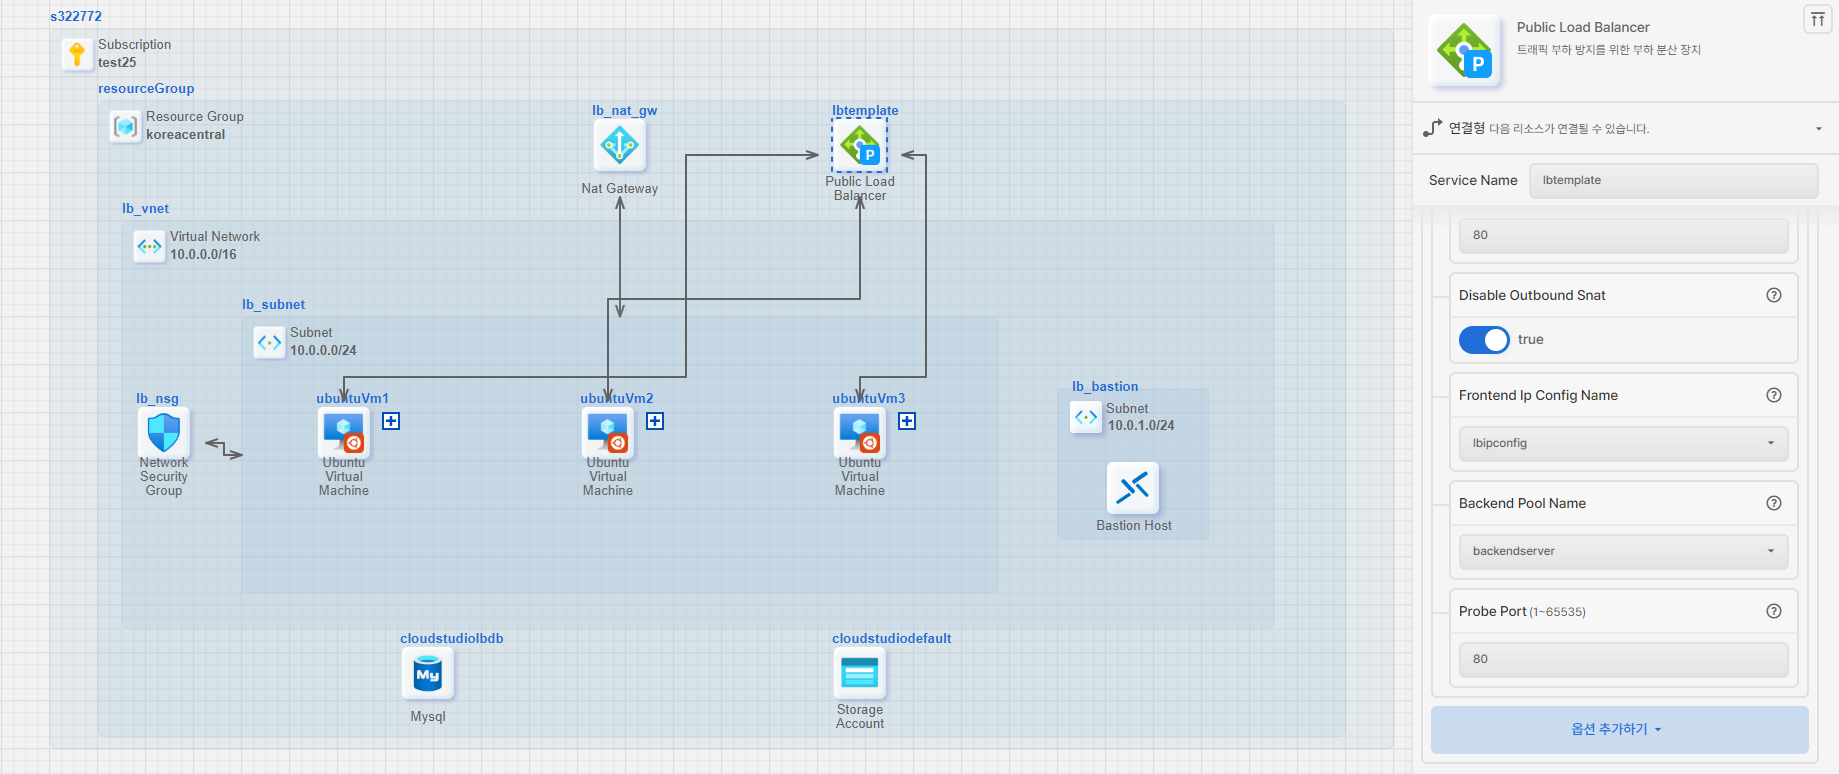 s322772
Subscription
test25
resourceGroup
Resource Group
koreacentral
lb_nat_gw
Nat Gateway
lbtemplate
P
Public Load
Balancer
lb_vnet
Virtual Network
10.0.0.0/16
lb_subnet
Subnet
10.0.0.0/24
lb_nsg
Network
Security
Group
ubuntuVm1
Ubuntu
Virtual
Machine
ubuntuVm2
Ubuntu
Virtual
Machine
ubuntuVm3
Ubuntu
Virtual
Machine
lb_bastion
Subnet
10.0.1.0/24
Bastion Host
cloudstudiolbdb
My
Mysql
cloudstudiodefault
Storage
Account
P
Public Load Balancer
트래픽 부하 방지를 위한 부하 분산 장치
연결형 다음 리소스가 연결될 수 있습니다.
Service Name
lbtemplate
80
Disable Outbound Snat
true
Frontend Ip Config Name
lbipconfig
Backend Pool Name
backendserver
Probe Port (1~65535)
80
옵션 추가하기